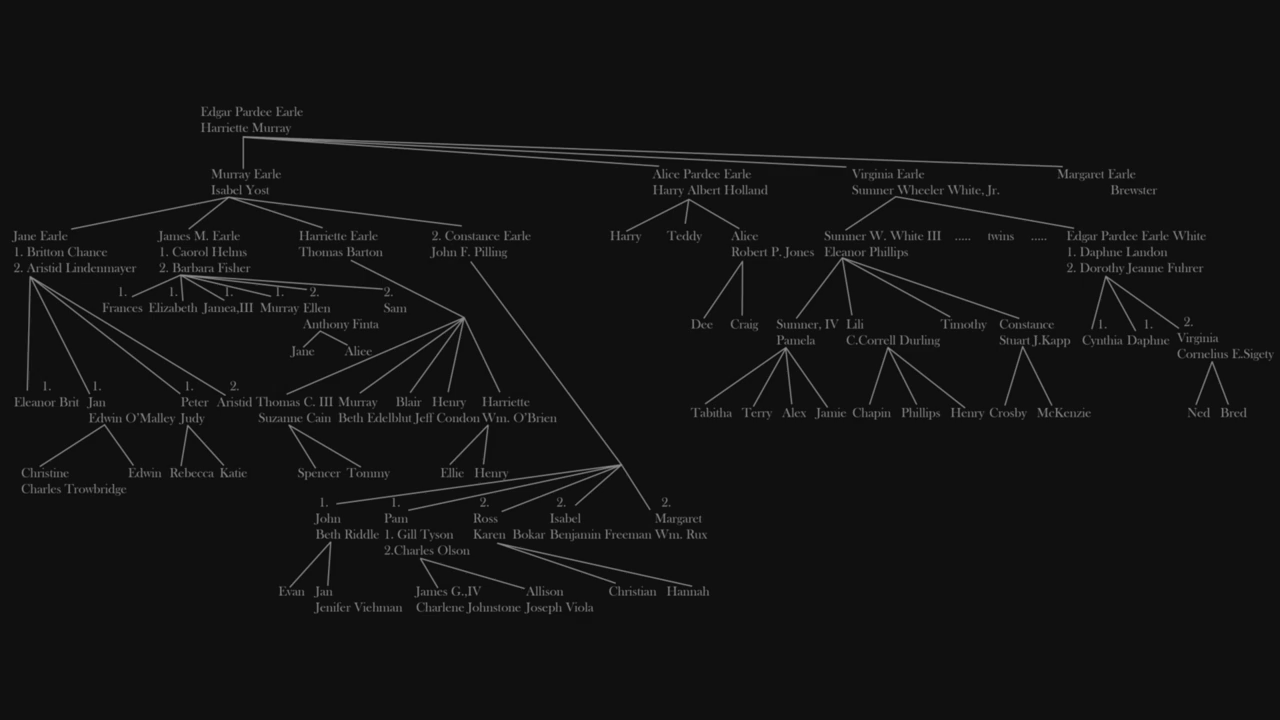 Edgar Pardee Earle
Harriette Murray
Murray Earle Alice Pardee Earle Virginia Earle Margaret Earle
Isabel Yost Harry Albert Holland Sumner Wheeler White, Jr. Brewster
Jane Earle James M. Earle Harriette Earle 2. Constance Earle Harry Teddy Alice Sumner W. White III ..... twins ..... Edgar Pardee Earle White
1. Britton Chance 1. Caorol Helms Thomas Barton John F. Pilling Robert P. Jones Eleanor Phillips 1. Daphne Landon
2. Aristid Lindenmayer 2. Barbara Fisher 2. Dorothy Jeanne Fuhrer
1. 1. 1. 1. 2. 2.
Frances Elizabeth Jamea,III Murray Ellen Sam
Anthony Finta Dee Craig Sumner, IV Lili Timothy Constance 1. 1. 2.
Pamela C.Correll Durling Stuart J.Kapp Cynthia Daphne Virginia
Jane Alice Cornelius E.Sigety
1. 1. 1. 2.
Eleanor Brit Jan Peter Aristid Thomas C. III Murray Blair Henry Harriette
Edwin O'Malley Judy Suzanne Cain Beth Edelblut Jeff Condon Wm. O'Brien
Tabitha Terry Alex Jamie Chapin Phillips Henry Crosby McKenzie Ned Bred
Christine Edwin Rebecca Katie Spencer Tommy Ellie Henry
Charles Trowbridge
1. 1. 2. 2. 2.
John Pam Ross Isabel Margaret
Beth Riddle 1. Gill Tyson Karen Bokar Benjamin Freeman Wm. Rux
2.Charles Olson
Evan Jan James G.,IV Allison Christian Hannah
Jenifer Viehman Charlene Johnstone Joseph Viola